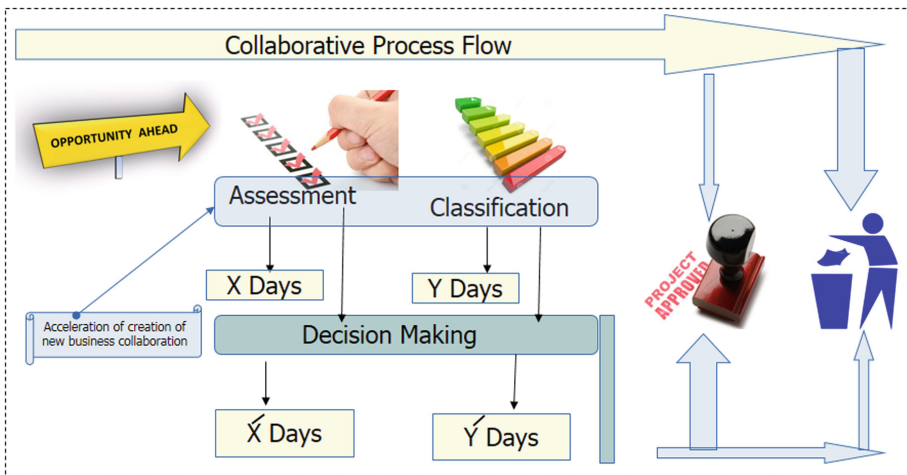 Collaborative Process Flow
OPPORTUNITY AHEAD
Assessment
Classification
X Days
Y Days
PROJECT
APPROVED
Acceleration of creation of
new business collaboration
Decision Making
X́ Days
Ý Days